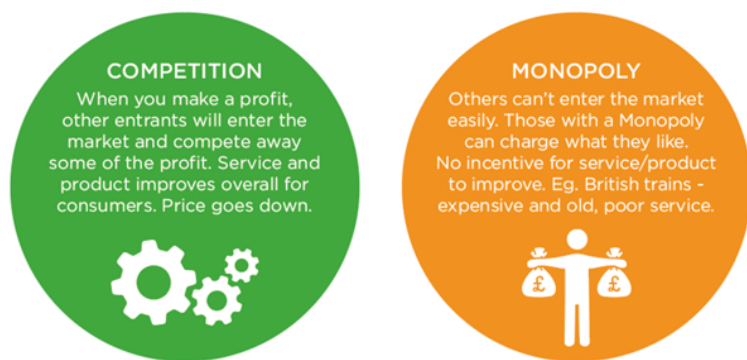 COMPETITION
When you make a profit,
other entrants will enter the
market and compete away
some of the profit. Service and
product improves overall for
consumers. Price goes down.
MONOPOLY
Others can't enter the market
easily. Those with a Monopoly
can charge what they like.
No incentive for service/product
to improve. Eg. British trains -
expensive and old, poor service.
£ £